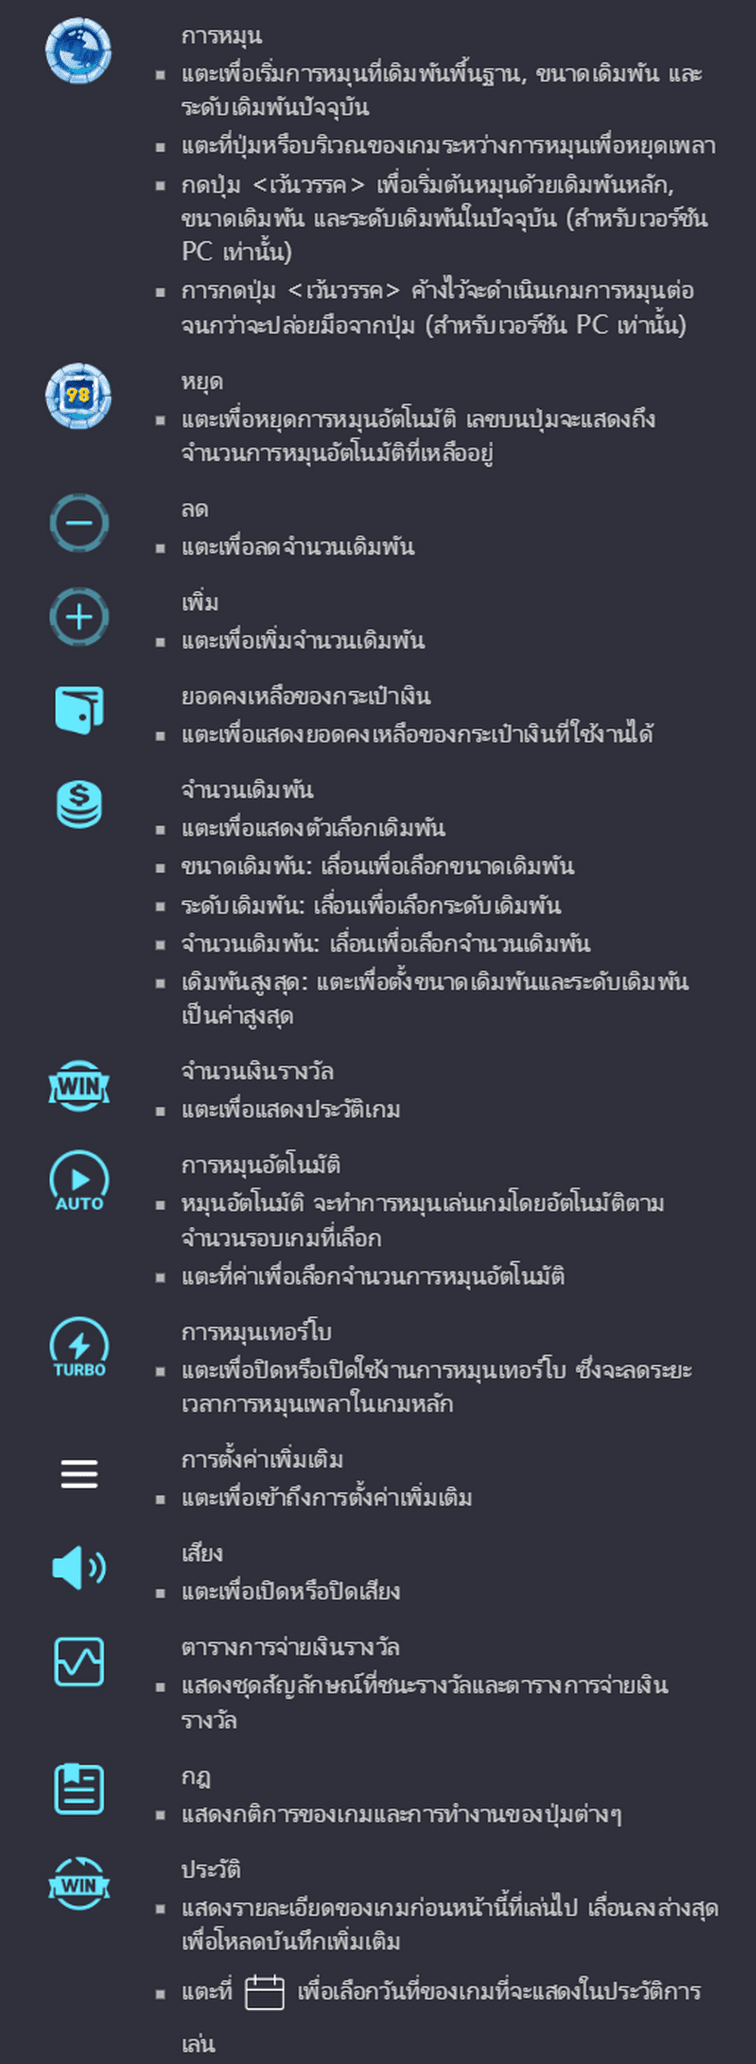 การหมุน
แตะเพื่อเริ่มการหมุนที่เดิมพันพื้นฐาน, ขนาดเดิมพัน และ
ระดับเดิมพันปัจจุบัน
แตะที่ปุ่มหรือบริเวณของเกมระหว่างการหมุนเพื่อหยุดเพลา
กดปุ่ม <เว้นวรรค> เพื่อเริ่มต้นหมุนด้วยเดิมพันหลัก,
ขนาดเดิมพัน และระดับเดิมพันในปัจจุบัน (สำหรับเวอร์ชัน
PC เท่านั้น)
การกดปุ่ม <เว้นวรรค> ค้างไว้จะดำเนินเกมการหมุนต่อ
จนกว่าจะปล่อยมือจากปุ่ม (สำหรับเวอร์ชัน PC เท่านั้น)
98
หยุด
แตะเพื่อหยุดการหมุนอัตโนมัติ เลขบนปุ่มจะแสดงถึง
จำนวนการหมุนอัตโนมัติที่เหลืออยู่
ลด
แตะเพื่อลดจำนวนเดิมพัน
เพิ่ม
แตะเพื่อเพิ่มจำนวนเดิมพัน
ยอดคงเหลือของกระเป๋าเงิน
แตะเพื่อแสดงยอดคงเหลือของกระเป๋าเงินที่ใช้งานได้
จำนวนเดิมพัน
แตะเพื่อแสดงตัวเลือกเดิมพัน
ขนาดเดิมพัน: เลื่อนเพื่อเลือกขนาดเดิมพัน
ระดับเดิมพัน: เลื่อนเพื่อเลือกระดับเดิมพัน
จำนวนเดิมพัน: เลื่อนเพื่อเลือกจำนวนเดิมพัน
เดิมพันสูงสุด: แตะเพื่อตั้งขนาดเดิมพันและระดับเดิมพัน
เป็นค่าสูงสุด
WIN
จำนวนเงินรางวัล
แตะเพื่อแสดงประวัติเกม
AUTO
การหมุนอัตโนมัติ
หมุนอัตโนมัติ จะทำการหมุนเล่นเกมโดยอัตโนมัติตาม
จำนวนรอบเกมที่เลือก
แตะที่ค่าเพื่อเลือกจำนวนการหมุนอัตโนมัติ
TURBO
การหมุนเทอร์โบ
แตะเพื่อปิดหรือเปิดใช้งานการหมุนเทอร์โบ ซึ่งจะลดระยะ
เวลาการหมุนเพลาในเกมหลัก
การตั้งค่าเพิ่มเติม
แตะเพื่อเข้าถึงการตั้งค่าเพิ่มเติม
เสียง
แตะเพื่อเปิดหรือปิดเสียง
ตารางการจ่ายเงินรางวัล
แสดงชุดสัญลักษณ์ที่ชนะรางวัลและตารางการจ่ายเงิน
รางวัล
กฎ
แสดงกติการของเกมและการทำงานของปุ่มต่างๆ
WIN
ประวัติ
แสดงรายละเอียดของเกมก่อนหน้านี้ที่เล่นไป เลื่อนลงล่างสุด
เพื่อโหลดบันทึกเพิ่มเติม
แตะที่ เพื่อเลือกวันที่ของเกมที่จะแสดงในประวัติการ
เล่น